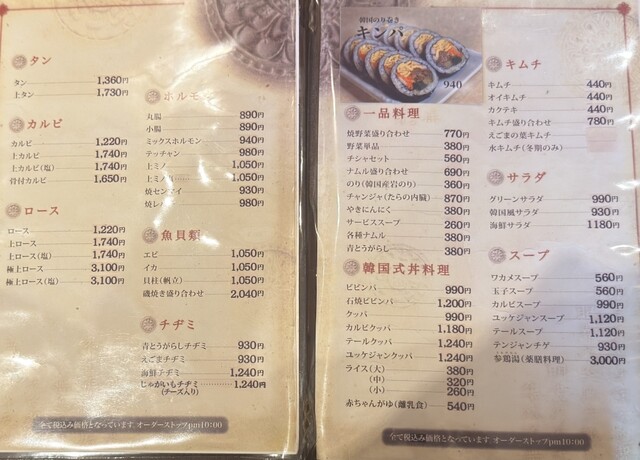 タン
タン 1,360円
上タン 1,730円
カルビ
カルビ 1,220円
上カルビ 1,740円
上カルビ(塩) 1,740円
骨付カルビ 1,650円
ロース
ロース 1,220円
上ロース 1,740円
上ロース(塩) 1,740円
極上ロース 3,100円
極上ロース(塩) 3,100円
ホルモン
丸腸 890円
小腸 890円
ミックスホルモン 940円
テッチャン 980円
上ミノ 1,050円
上ミノ 1,050円
焼センマイ 930円
焼レバー 980円
魚貝類
エビ 1,050円
イカ 1,050円
貝柱(帆立) 1,050円
磯焼き盛り合わせ 2,040円
チヂミ
青とうがらしチヂミ 930円
えごまチヂミ 930円
海鮮チヂミ 1,240円
じゃがいもチヂミ 1,240円
(チーズ入り)
全て税込み価格となっています。オーダーストップpm10:00
韓国のり巻き
キンパ
940
一品料理
焼野菜盛り合わせ 770円
野菜単品 380円
チシャセット 560円
ナムル盛り合わせ 690円
のり(韓国産岩のり) 360円
チャンジャ(たらの内臓) 870円
やきにんにく 380円
サービススープ 260円
各種ナムル 380円
青とうがらし 380円
韓国式丼料理
ビビンバ 990円
石焼ビビンバ 1,200円
クッパ 990円
カルビクッパ 1,180円
テールクッパ 1,240円
ユッケジャンクッパ 1,240円
ライス(大) 380円
(中) 320円
(小) 260円
赤ちゃんがゆ(離乳食) 540円
キムチ
キムチ 440円
オイキムチ 440円
カクテキ 440円
キムチ盛り合わせ 780円
えごまの葉キムチ
水キムチ(冬期のみ)
サラダ
グリーンサラダ 990円
韓国風サラダ 930円
海鮮サラダ 1180円
スープ
ワカメスープ 560円
玉子スープ 560円
カルビスープ 990円
ユッケジャンスープ 1,120円
テールスープ 1,120円
テンジャンチゲ 930円
参鶏湯(薬膳料理) 3,000円
全て税込み価格となっています。オーダーストップpm10:00